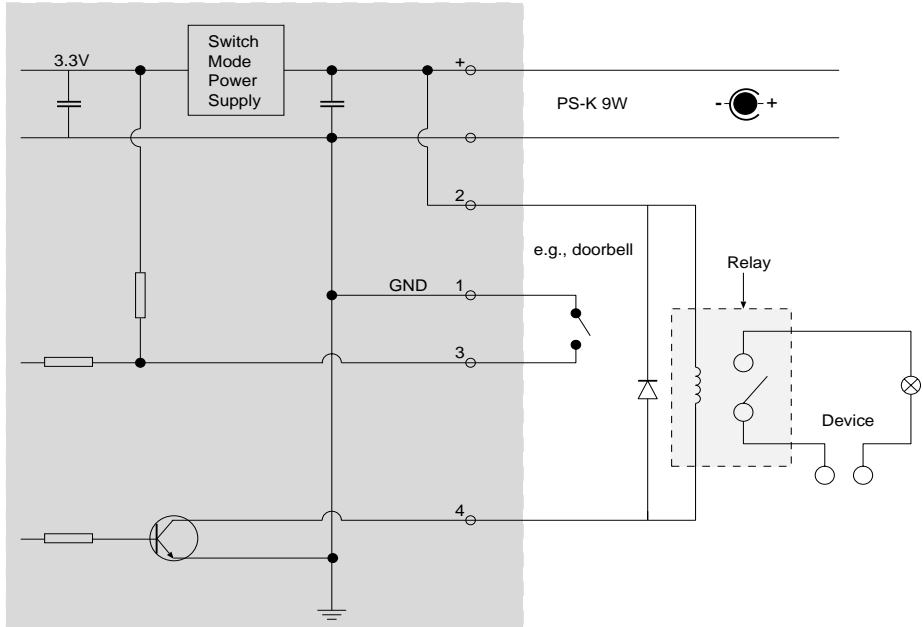 Switch
Mode
Power
Supply
3.3V
+
PS-K 9W
- +
2
e.g., doorbell
Relay
GND
1
3
Device
4